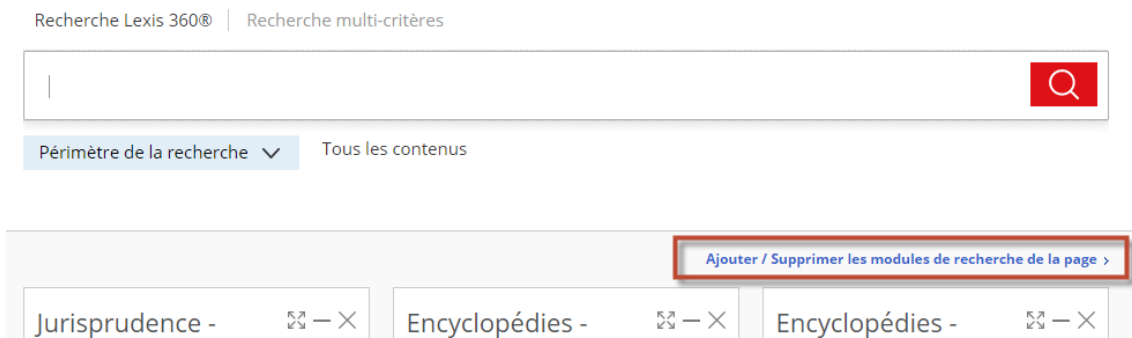 Recherche Lexis 360® | Recherche multi-critères
Périmètre de la recherche Tous les contenus
Ajouter / Supprimer les modules de recherche de la page ›
Jurisprudence - Encyclopédies - Encyclopédies -